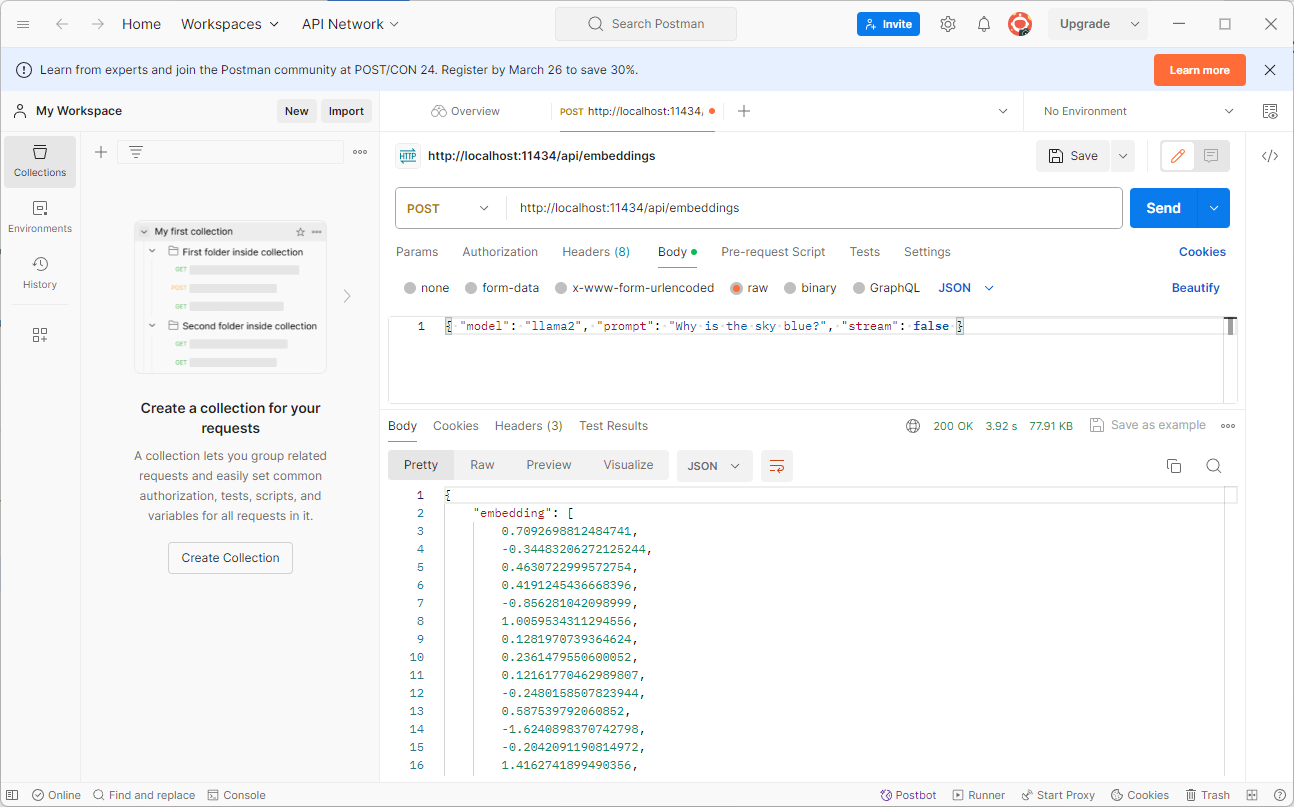 Home Workspaces API Network Search Postman Invite Upgrade
Learn from experts and join the Postman community at POST/CON 24. Register by March 26 to save 30%. Learn more
My Workspace New Import Overview POST http://localhost:11434/ No Environment
Collections
Environments
History
My first collection
First folder inside collection
GET
POST
GET
Second folder inside collection
GET
GET
Create a collection for your
requests
A collection lets you group related
requests and easily set common
authorization, tests, scripts, and
variables for all requests in it.
Create Collection
HTTP http://localhost:11434/api/embeddings Save
POST http://localhost:11434/api/embeddings Send
Params Authorization Headers (8) Body Pre-request Script Tests Settings Cookies
none form-data x-www-form-urlencoded raw binary GraphQL JSON Beautify
1 { "model": "llama2", "prompt": "Why is the sky blue?", "stream": false }
Body Cookies Headers (3) Test Results 200 OK 3.92 s 77.91 KB Save as example
Pretty Raw Preview Visualize JSON
1 {
2 "embedding": [
3 0.7092698812484741,
4 -0.34483206272125244,
5 0.4630722999572754,
6 0.4191245436668396,
7 -0.856281042098999,
8 1.0059534311294556,
9 0.1281970739364624,
10 0.2361479550600052,
11 0.12161770462989807,
12 -0.2480158507823944,
13 0.587539792060852,
14 -1.6240898370742798,
15 -0.2042091190814972,
16 1.4162741899490356,
Online Find and replace Console Postbot Runner Start Proxy Cookies Trash